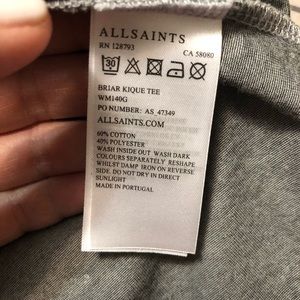 ALLSAINTS
RN 128793 CA 58080
30
BRIAR KIQUE TEE
WM140G
PO NUMBER: AS_47349
ALLSAINTS.COM
60% COTTON
40% POLYESTER
WASH INSIDE OUT WASH DARK
COLOURS SEPARATELY RESHAPE
WHILST DAMP IRON ON REVERSE
SIDE. DO NOT DRY IN DIRECT
SUNLIGHT
MADE IN PORTUGAL